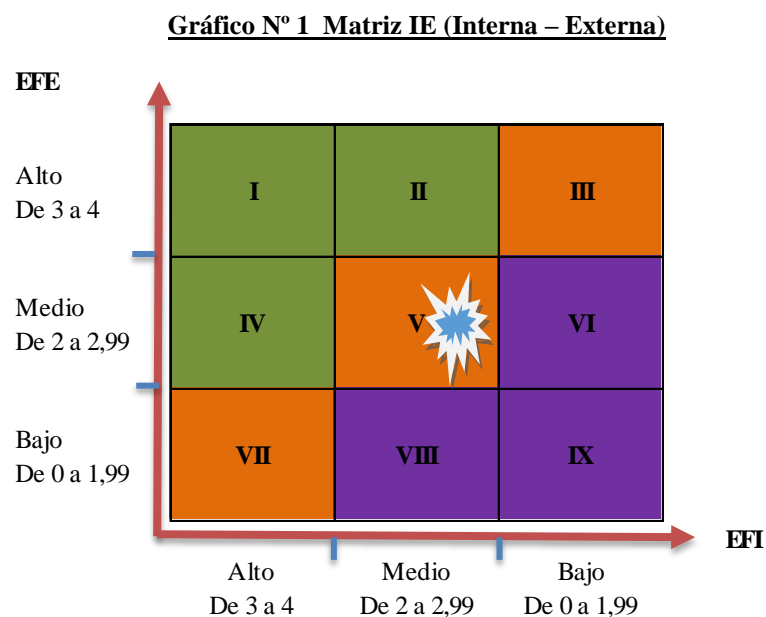 Gráfico Nº 1 Matriz IE (Interna – Externa)
EFE
Alto
De 3 a 4
I
II
III
Medio
De 2 a 2,99
IV
V
VI
Bajo
De 0 a 1,99
VII
VIII
IX
EFI
Alto
De 3 a 4
Medio
De 2 a 2,99
Bajo
De 0 a 1,99